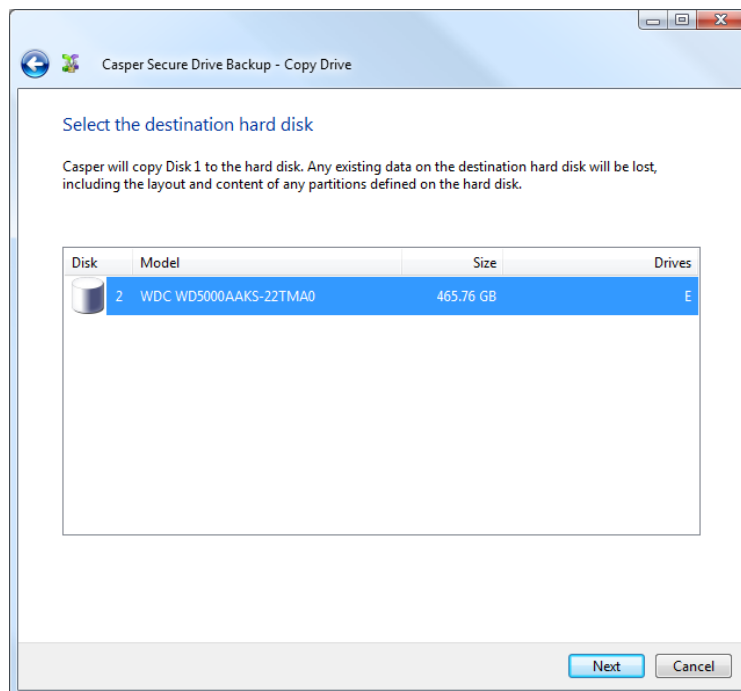 Casper Secure Drive Backup - Copy Drive
Select the destination hard disk
Casper will copy Disk 1 to the hard disk. Any existing data on the destination hard disk will be lost,
including the layout and content of any partitions defined on the hard disk.
Disk Model Size Drives
2 WDC WD5000AAKS-22TMA0 465.76 GB E
Next Cancel